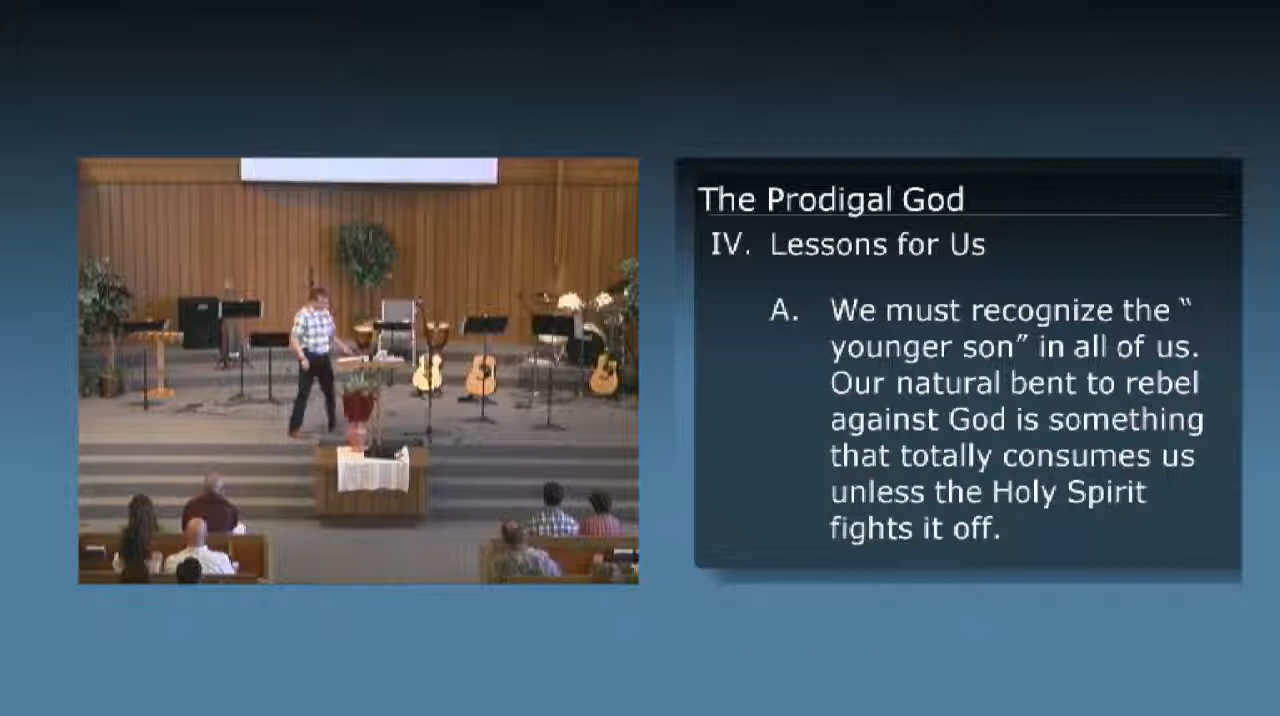 The Prodigal God
IV. Lessons for Us
A. We must recognize the “
younger son” in all of us.
Our natural bent to rebel
against God is something
that totally consumes us
unless the Holy Spirit
fights it off.